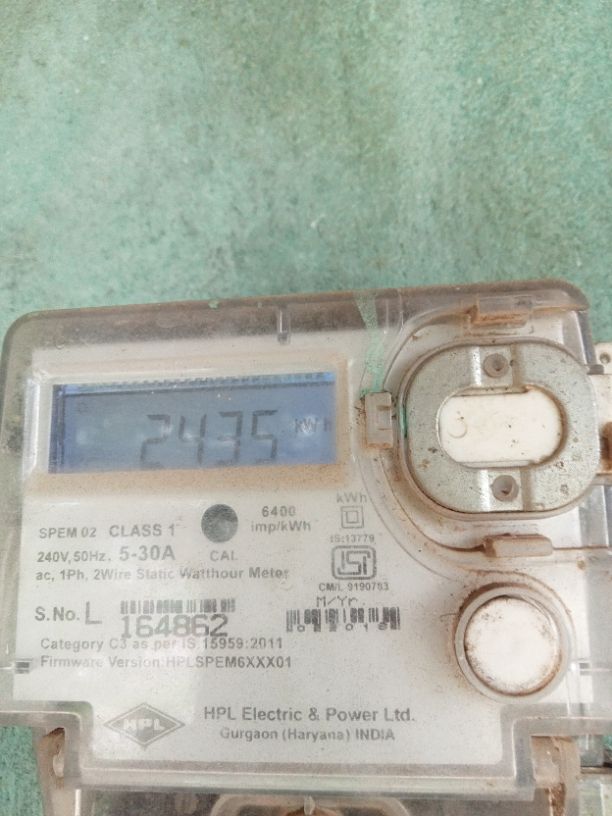 2435 kWh
SPEM 02 CLASS 1
6400
imp/kWh
kWh
240V,50Hz. 5-30A CAL
IS:13779
ac, 1Ph, 2Wire Static Watthour Meter
CM/L 9190753
S.No. L 164862
M/Yr
Category C3 as per IS 15959:2011
Firmware Version:HPLSPEM6XXX01
HPL
HPL Electric & Power Ltd.
Gurgaon (Haryana) INDIA